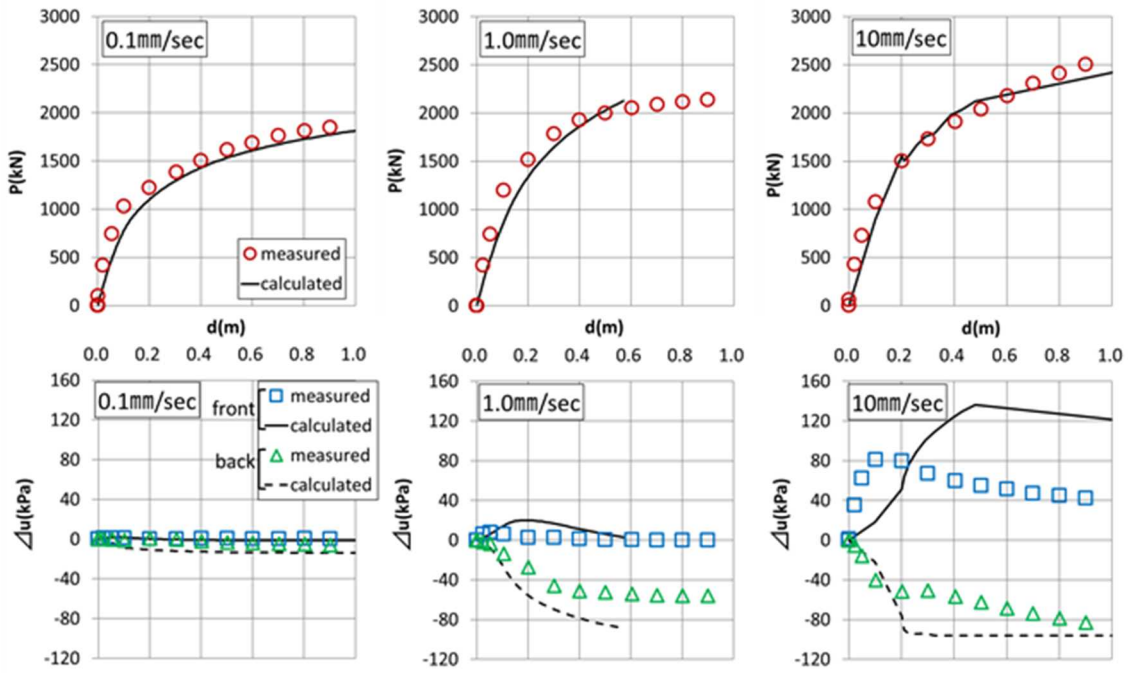 3000
2500
2000
1500
1000
500
0
P(kN)
0.1㎜/sec
measured
calculated
d(m)
0.0 0.2 0.4 0.6 0.8 1.0
3000
2500
2000
1500
1000
500
0
P(kN)
1.0㎜/sec
d(m)
0.0 0.2 0.4 0.6 0.8 1.0
3000
2500
2000
1500
1000
500
0
P(kN)
10㎜/sec
d(m)
0.0 0.2 0.4 0.6 0.8 1.0
160
120
80
40
0
-40
-80
-120
⊿u(kPa)
0.1㎜/sec
front
measured
calculated
back
measured
calculated
160
120
80
40
0
-40
-80
-120
⊿u(kPa)
1.0㎜/sec
160
120
80
40
0
-40
-80
-120
⊿u(kPa)
10㎜/sec